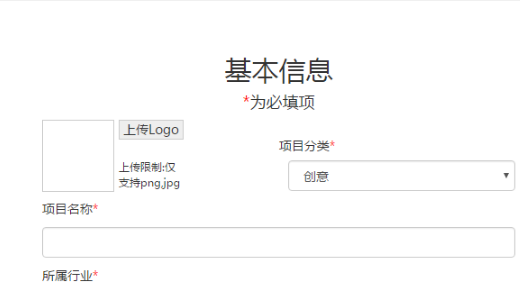 基本信息
*为必填项
上传Logo
上传限制:仅
支持png,jpg
项目分类*
创意
项目名称*
所属行业*